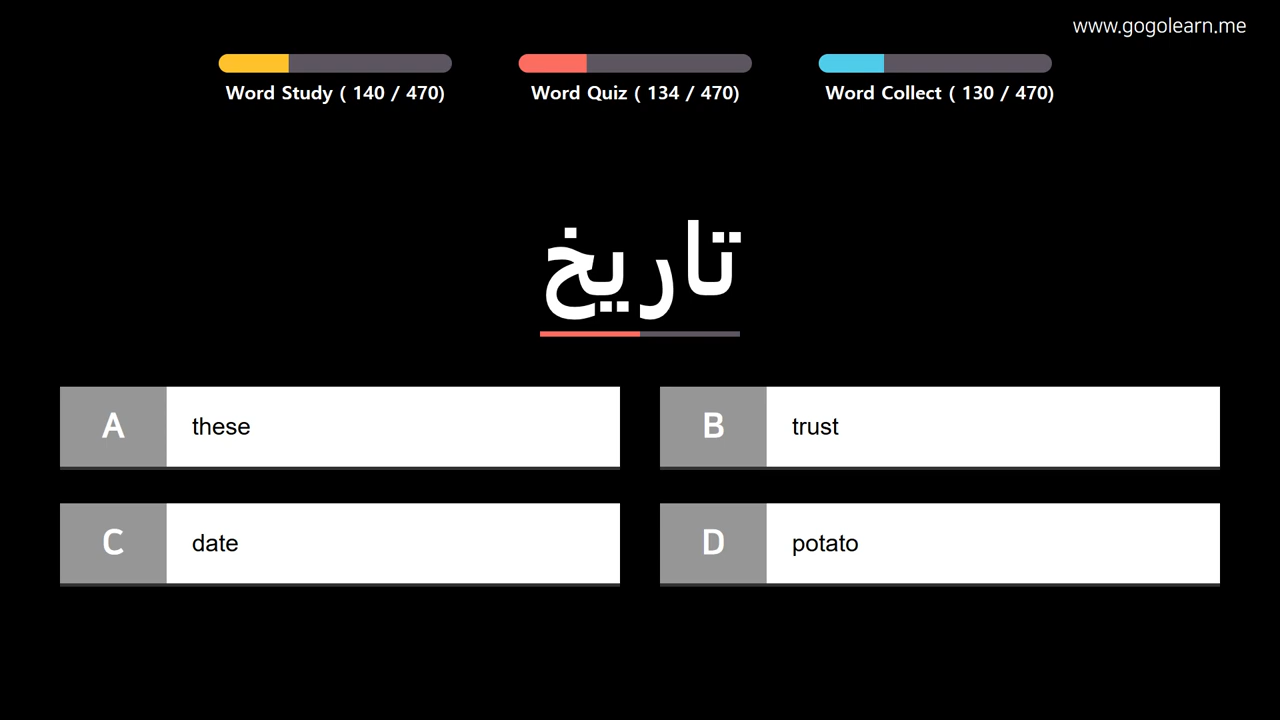 www.gogolearn.me
Word Study ( 140 / 470)
Word Quiz ( 134 / 470)
Word Collect ( 130 / 470)
تاریخ
A these
B trust
C date
D potato